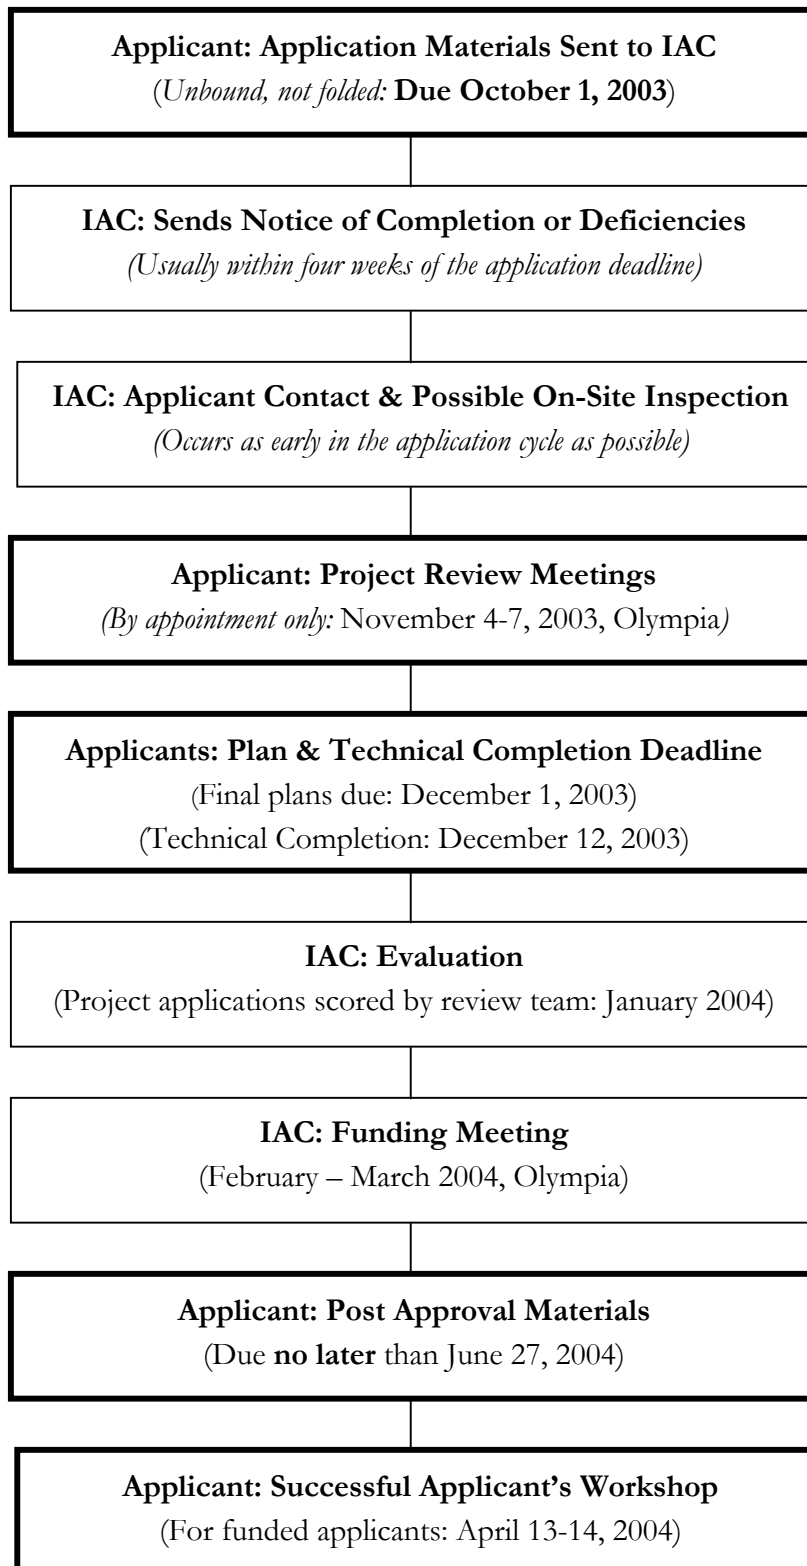 Applicant: Application Materials Sent to IAC
(Unbound, not folded: Due October 1, 2003)
IAC: Sends Notice of Completion or Deficiencies
(Usually within four weeks of the application deadline)
IAC: Applicant Contact & Possible On-Site Inspection
(Occurs as early in the application cycle as possible)
Applicant: Project Review Meetings
(By appointment only: November 4-7, 2003, Olympia)
Applicants: Plan & Technical Completion Deadline
(Final plans due: December 1, 2003)
(Technical Completion: December 12, 2003)
IAC: Evaluation
(Project applications scored by review team: January 2004)
IAC: Funding Meeting
(February – March 2004, Olympia)
Applicant: Post Approval Materials
(Due no later than June 27, 2004)
Applicant: Successful Applicant's Workshop
(For funded applicants: April 13-14, 2004)